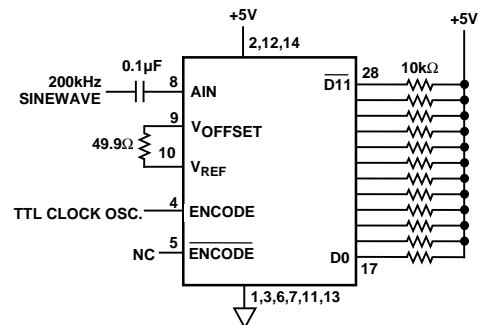 +5V
+5V
2,12,14
0.1µF
8
28
10kΩ
200kHz
SINEWAVE
AIN
D11
9
VOFFSET
49.9Ω
10
VREF
4
TTL CLOCK OSC.
ENCODE
5
NC
ENCODE
D0
17
1,3,6,7,11,13